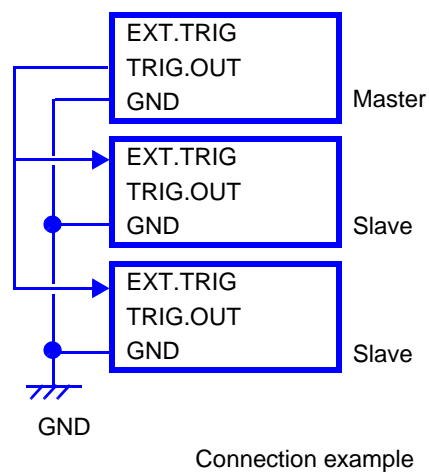 EXT.TRIG
TRIG.OUT
GND
Master
EXT.TRIG
TRIG.OUT
GND
Slave
EXT.TRIG
TRIG.OUT
GND
Slave
GND
Connection example